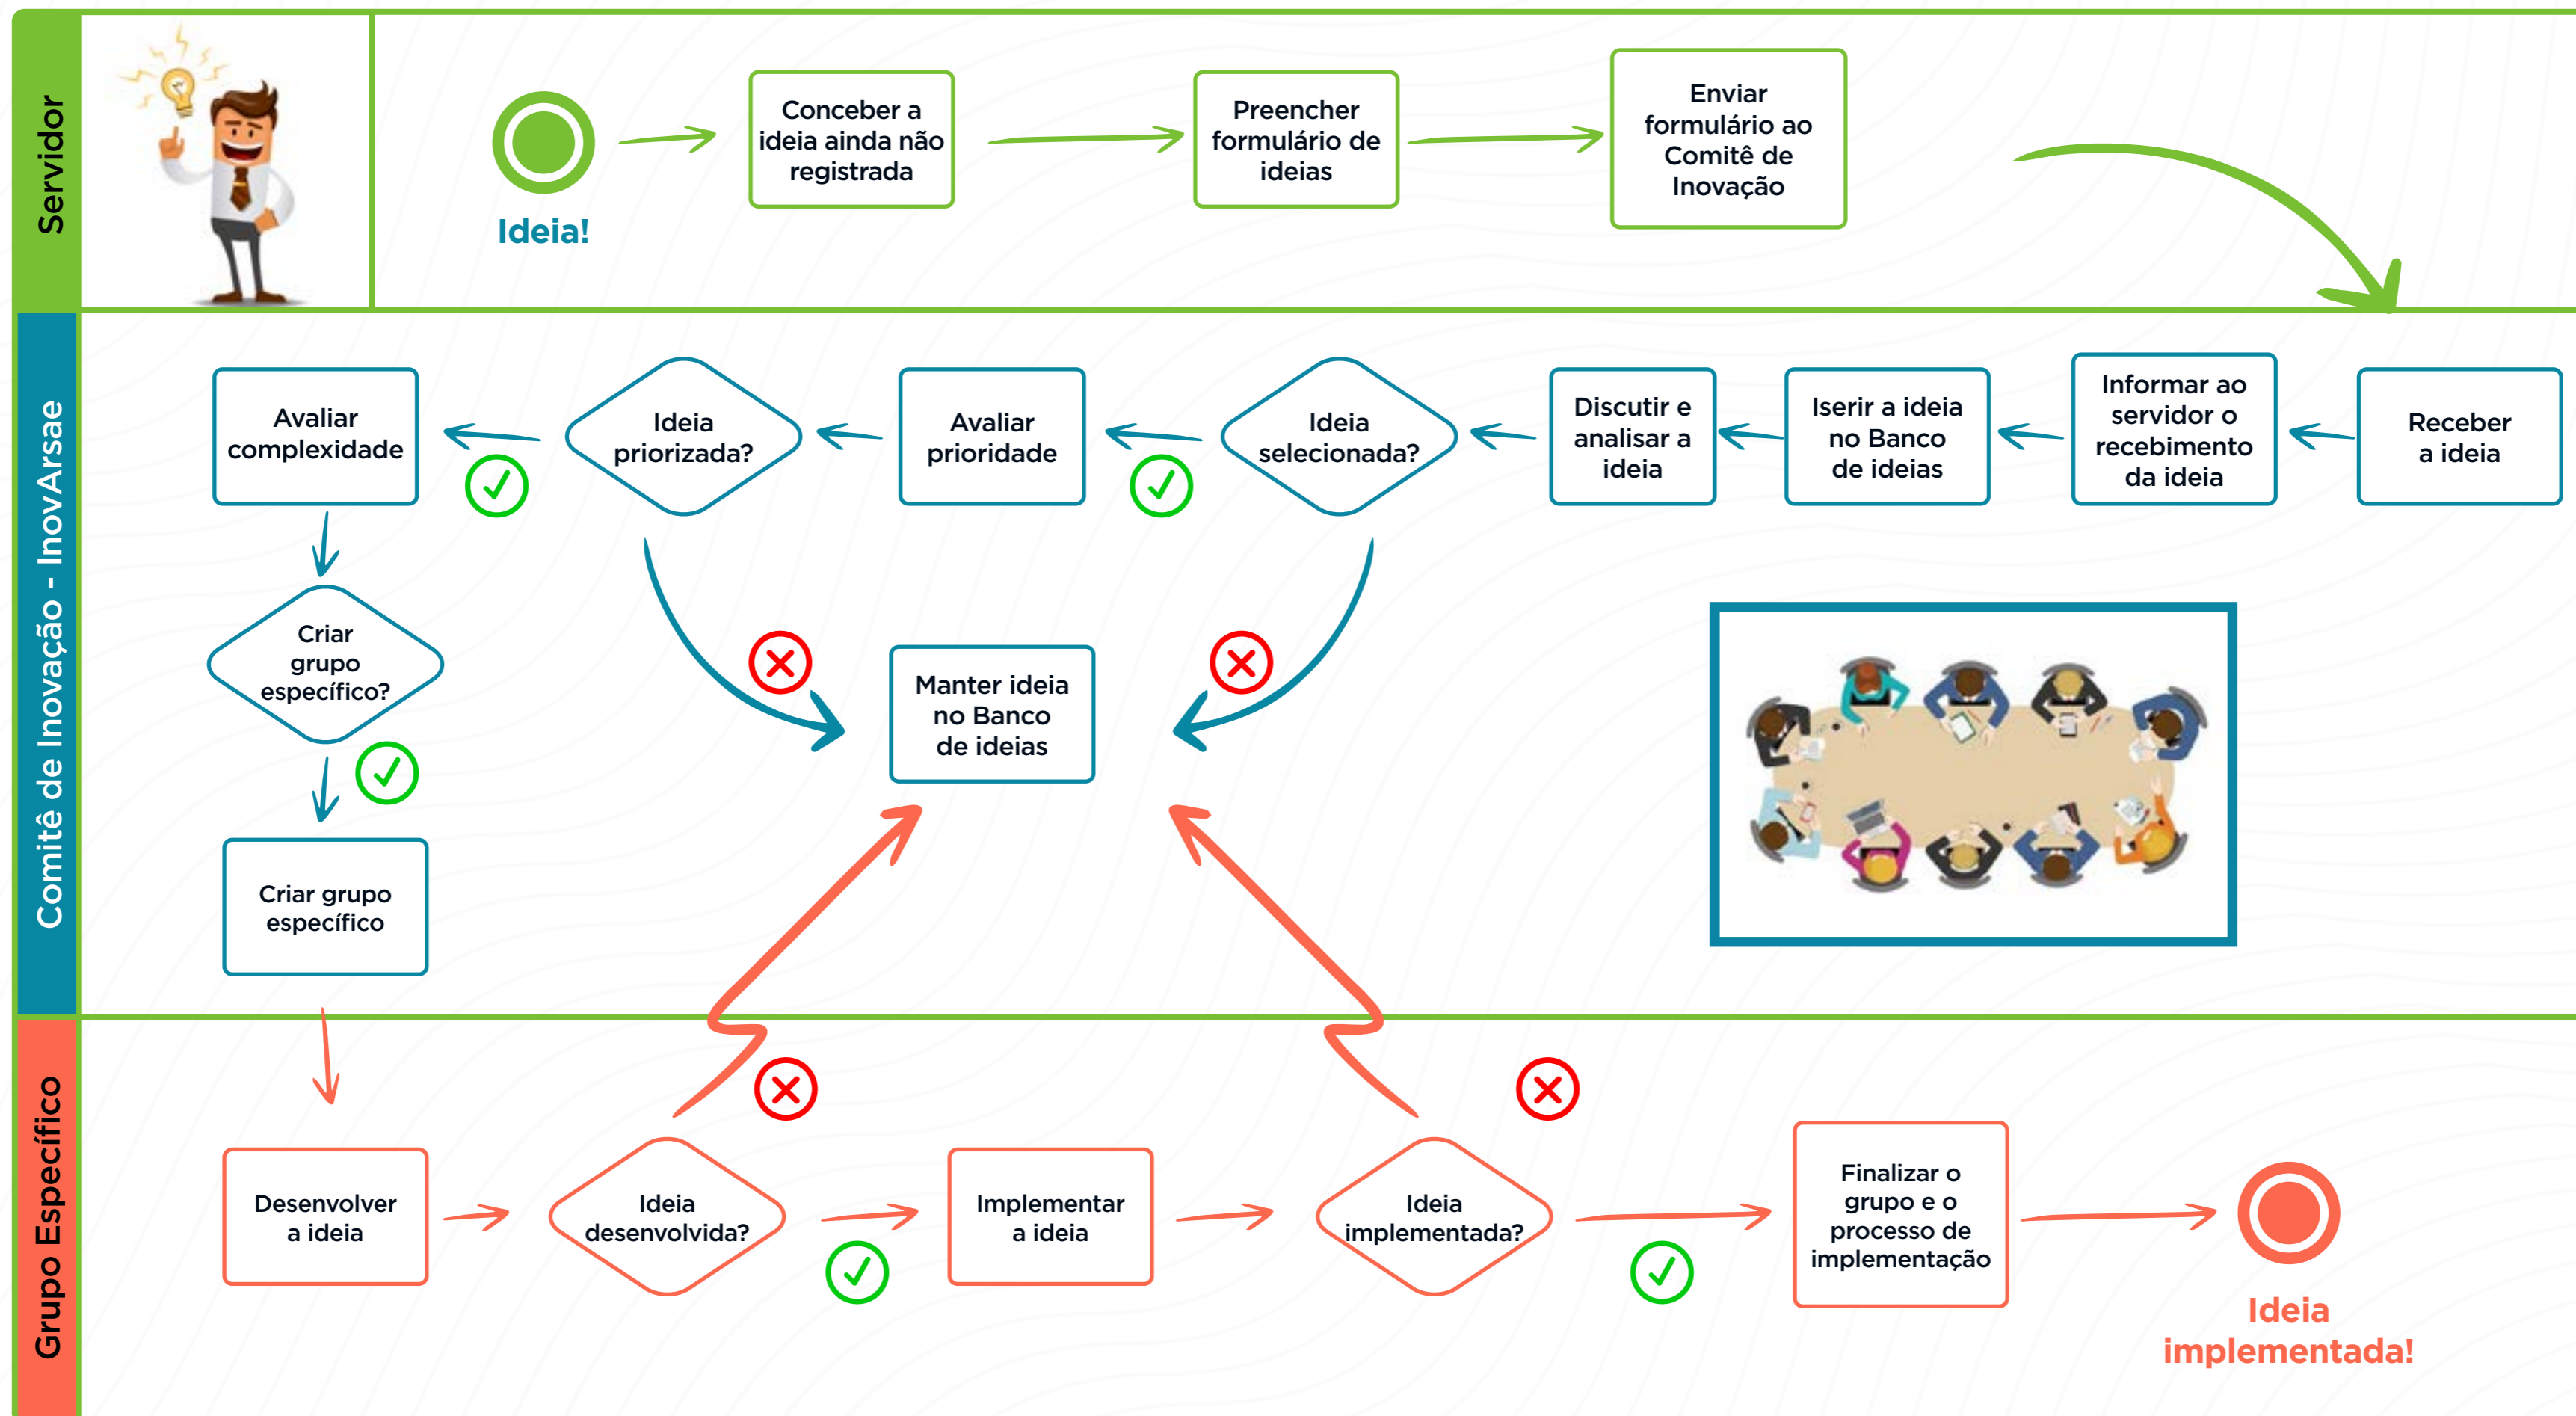 Servidor
Ideia!
Conceber a
ideia ainda não
registrada
Preencher
formulário de
ideias
Enviar
formulário ao
Comitê de
Inovação
Comitê de Inovação - InovArsae
Receber
a ideia
Informar ao
servidor o
recebimento
da ideia
Iserir a ideia
no Banco
de ideias
Discutir e
analisar a
ideia
Ideia
selecionada?
Avaliar
prioridade
Ideia
priorizada?
Avaliar
complexidade
Criar
grupo
específico?
Manter ideia
no Banco
de ideias
Criar grupo
específico
Grupo Específico
Desenvolver
a ideia
Ideia
desenvolvida?
Implementar
a ideia
Ideia
implementada?
Finalizar o
grupo e o
processo de
implementação
Ideia
implementada!